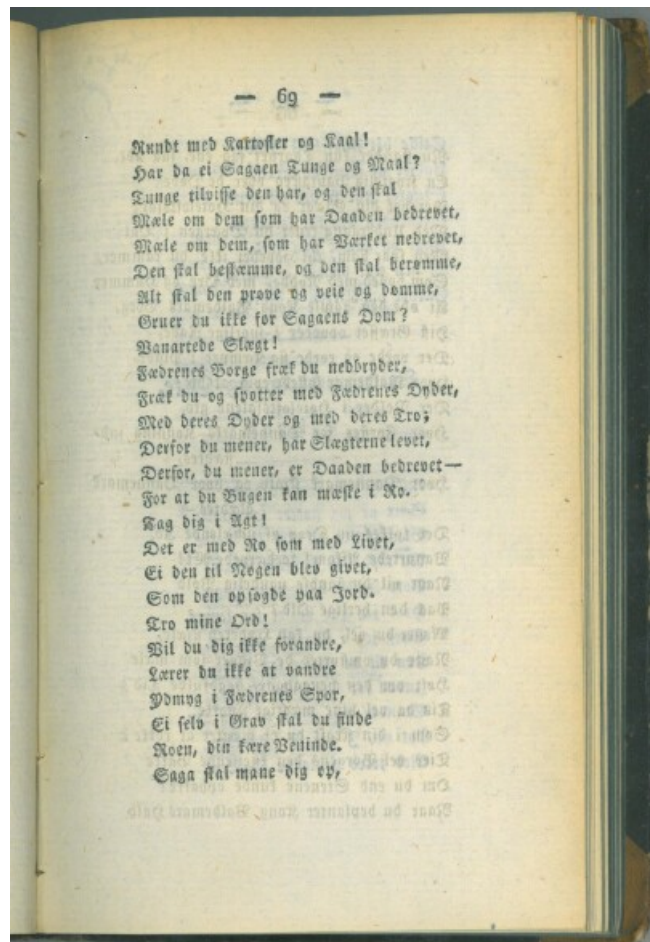 — 69 —
Rundt med Kartofler og Kaal!
Har da ei Sagaen Tunge og Maal?
Tunge tilvisse den har, og den skal
Mæle om dem som har Daaden bedrevet,
Mæle om dem, som har Værket nedrevet,
Den skal bestæmme, og den skal berømme,
Alt skal den prøve og veie og dømme,
Gruer du ikke for Sagaens Dom?
Vanartede Slægt!
Fædrenes Borge fræk du nedbryder,
Fræk du og spotter med Fædrenes Dyder,
Med deres Dyder og med deres Tro;
Derfor du mener, har Slægterne levet,
Derfor, du mener, er Daaden bedrevet—
For at du Bugen kan mæske i Ro.
Tag dig i Agt!
Det er med Ro som med Livet,
Ei den til Nogen blev givet,
Som den opsøgde paa Jord.
Tro mine Ord!
Vil du dig ikke forandre,
Lærer du ikke at vandre
Ydmyg i Fædrenes Spor,
Ei selv i Grav skal du finde
Roen, din kære Veninde.
Saga skal mane dig op,